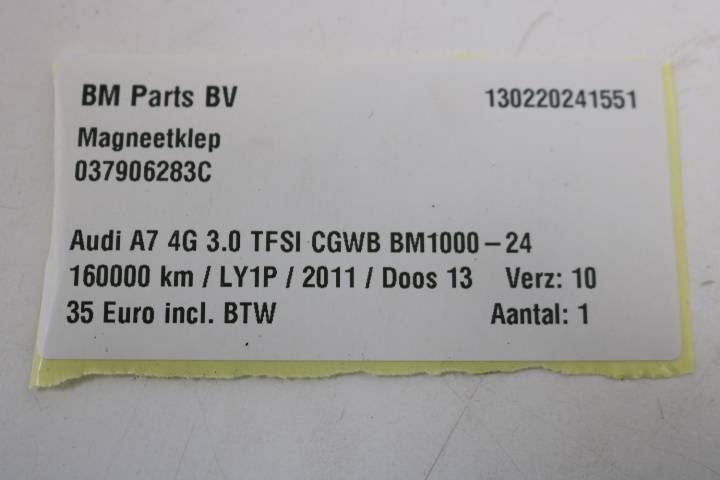 BM Parts BV 130220241551
Magneetklep
037906283C
Audi A7 4G 3.0 TFSI CGWB BM1000-24
160000 km / LY1P / 2011 / Doos 13 Verz: 10
35 Euro incl. BTW Aantal: 1